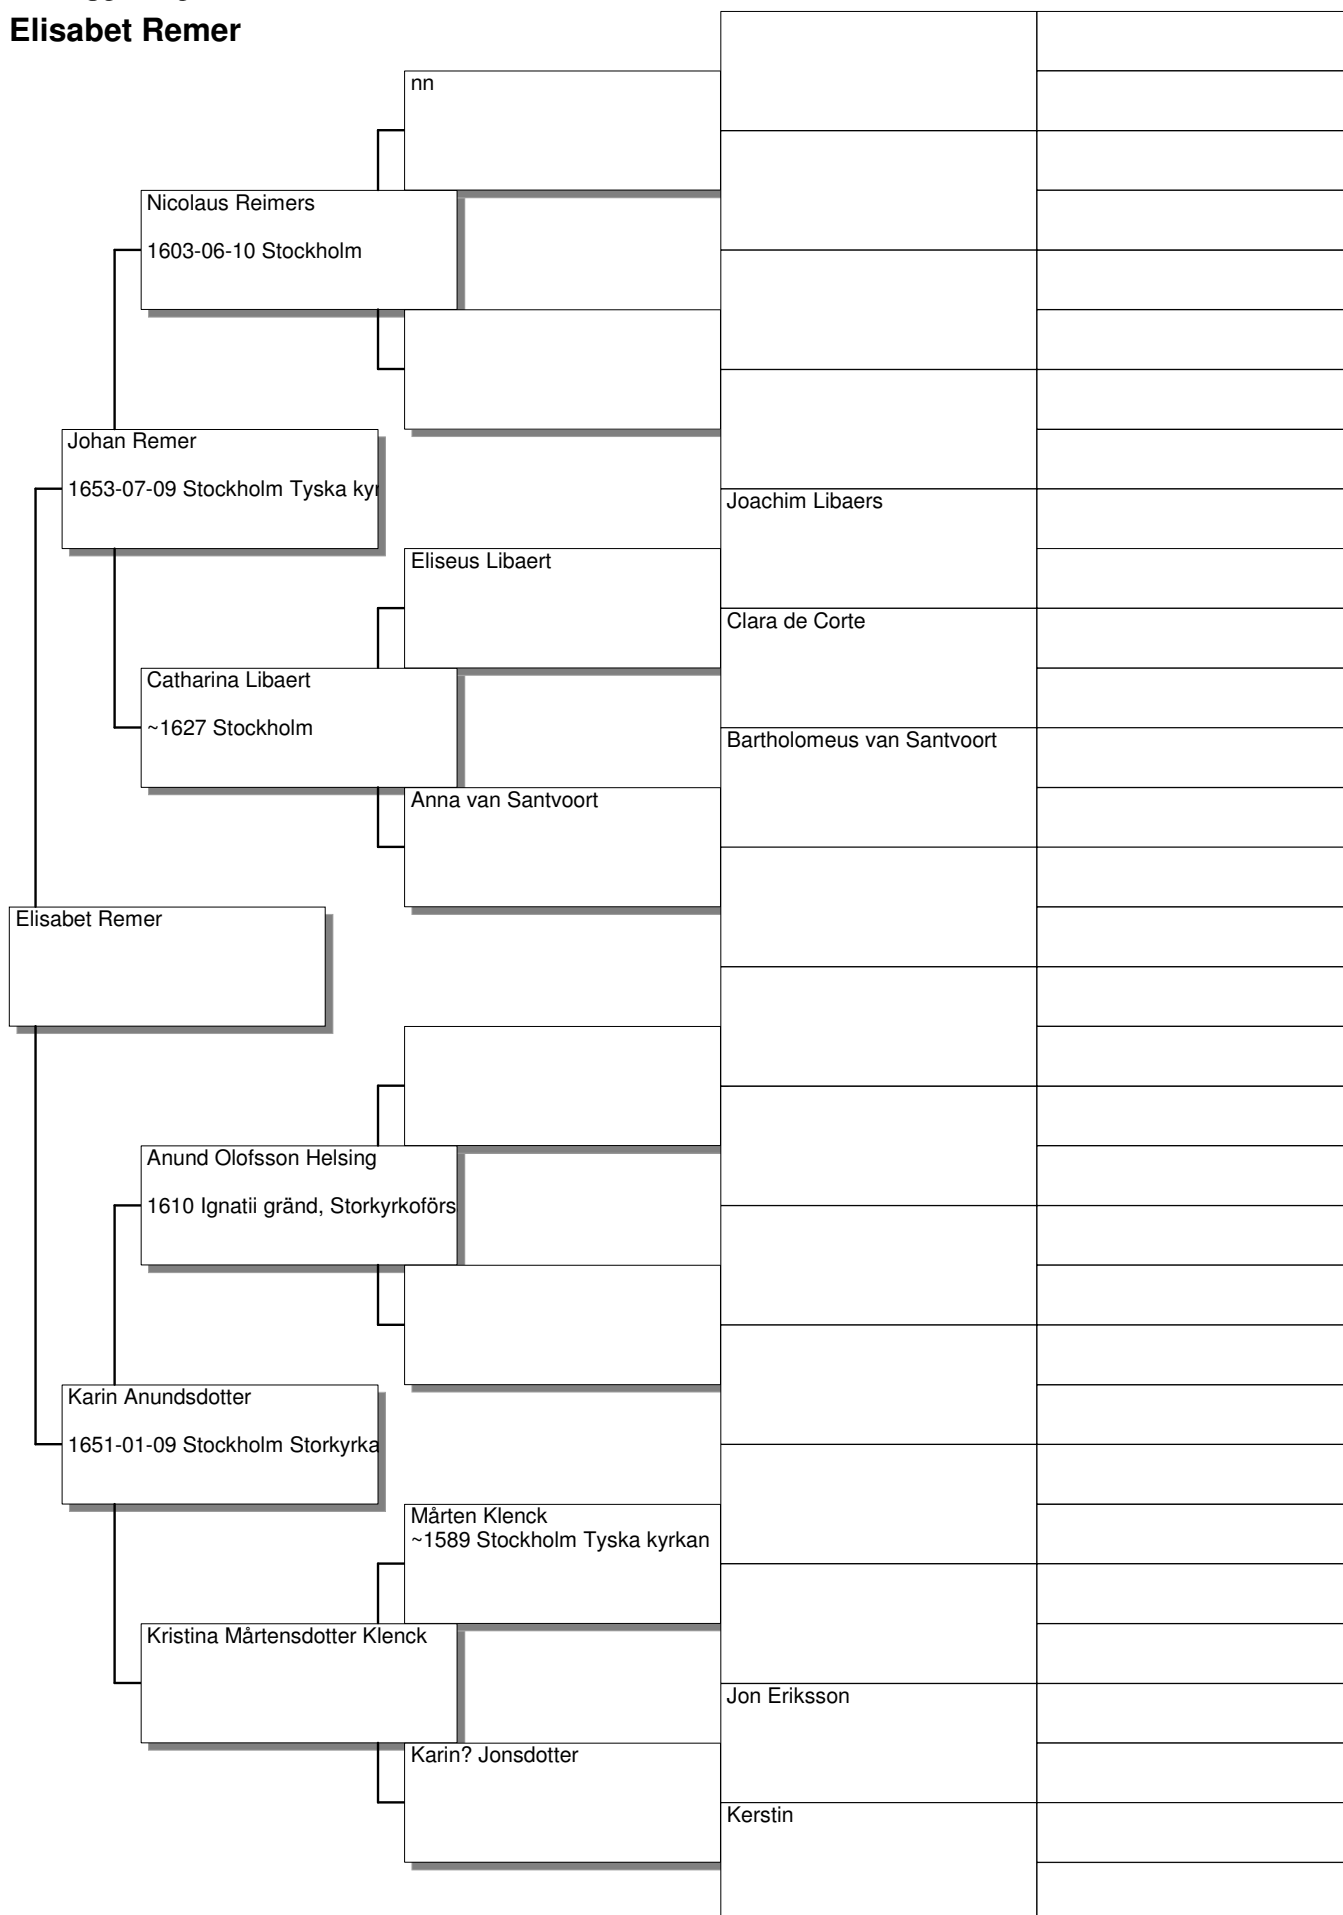 Elisabet Remer
nn
Nicolaus Reimers
1603-06-10 Stockholm
Johan Remer
1653-07-09 Stockholm Tyska kyr
Joachim Libaers
Eliseus Libaert
Clara de Corte
Catharina Libaert
~1627 Stockholm
Bartholomeus van Santvoort
Anna van Santvoort
Elisabet Remer
Anund Olofsson Helsing
1610 Ignatii gränd, Storkyrkoförs
Karin Anundsdotter
1651-01-09 Stockholm Storkyrka
Mårten Klenck
~1589 Stockholm Tyska kyrkan
Kristina Mårtensdotter Klenck
Jon Eriksson
Karin? Jonsdotter
Kerstin